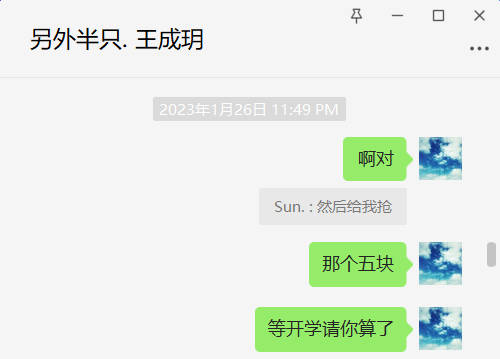 另外半只. 王成玥
2023年1月26日 11:49 PM
啊对
Sun. : 然后给我抢
那个五块
等开学请你算了